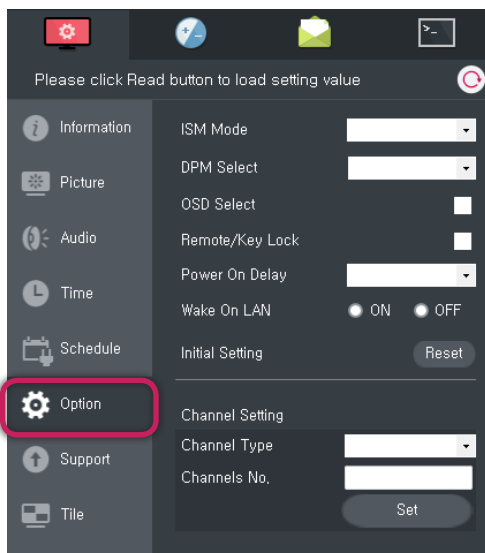 Please click Read button to load setting value
Information
Picture
Audio
Time
Schedule
Option
Support
Tile
ISM Mode
DPM Select
OSD Select
Remote/Key Lock
Power On Delay
Wake On LAN ON OFF
Initial Setting Reset
Channel Setting
Channel Type
Channels No.
Set